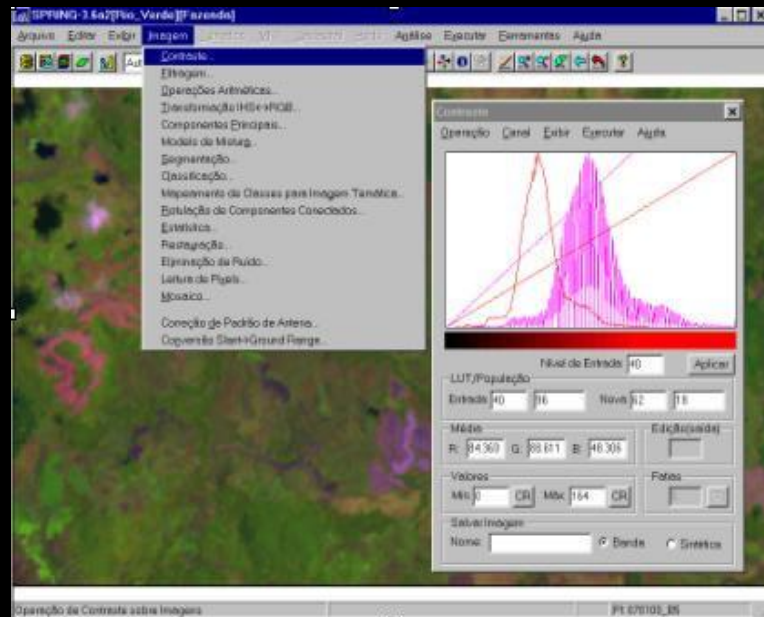 SPRING-3.6a2[Rio_Verde][Fazenda]
Arquivo Editar Exibir Imagem Análise Executar Ferramentas Ajuda
Contraste...
Filtragem...
Operações Aritméticas...
Transformação IHS<->RGB...
Componentes Principais...
Modelo de Mistura...
Segmentação...
Classificação...
Mapeamento de Classes para Imagem Temática...
Rotulação de Componentes Conectados...
Estatística...
Restauração...
Eliminação de Ruído...
Leitura de Pixels...
Mosaico...
Correção de Padrão de Antena...
Conversão Slant->Ground Range...
Contraste
Operação Canal Exibir Executar Ajuda
Nível de Entrada: 40 Aplicar
LUT/População
Entrada: 40 96 Nova: 62 18
Média Edição(saída)
R: 84.360 G: 88.611 B: 48.306
Valores Fatias
Mín: 0 CR Máx: 164 CR
Salvar Imagem
Nome: Banda Sintética
Operação de Contraste sobre Imagens